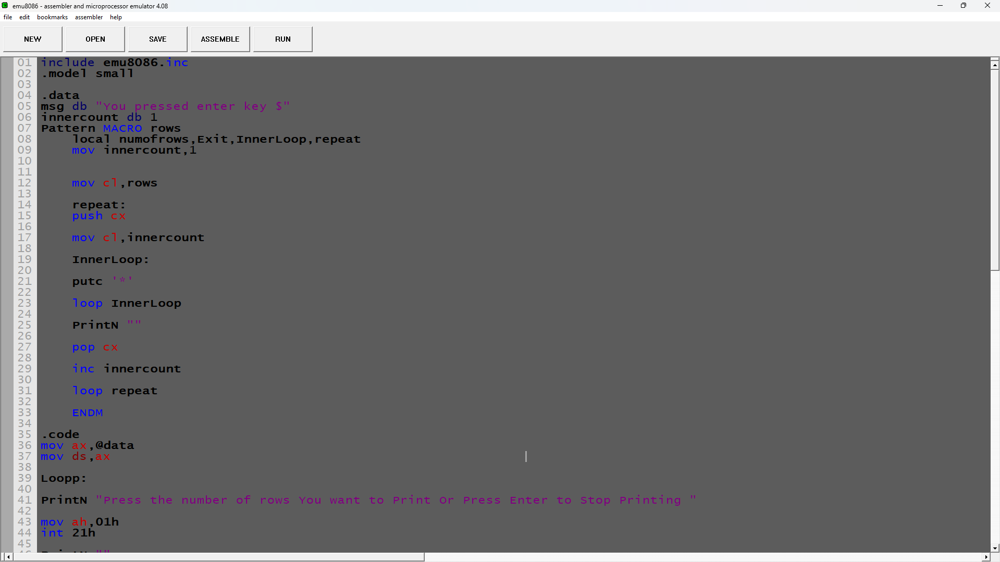 emu8086 - assembler and microprocessor emulator 4.08
file edit bookmarks assembler help
NEW OPEN SAVE ASSEMBLE RUN
01 include emu8086.inc
02 .model small
03
04 .data
05 msg db "You pressed enter key $"
06 innercount db 1
07 Pattern MACRO rows
08     local numofrows,Exit,InnerLoop,repeat
09     mov innercount,1
10
11
12     mov cl,rows
13
14     repeat:
15     push cx
16
17     mov cl,innercount
18
19     InnerLoop:
20
21     putc '*'
22
23     loop InnerLoop
24
25     PrintN ""
26
27     pop cx
28
29     inc innercount
30
31     loop repeat
32
33     ENDM
34
35 .code
36 mov ax,@data
37 mov ds,ax
38
39 Loopp:
40
41 PrintN "Press the number of rows You want to Print Or Press Enter to Stop Printing "
42
43 mov ah,01h
44 int 21h
45